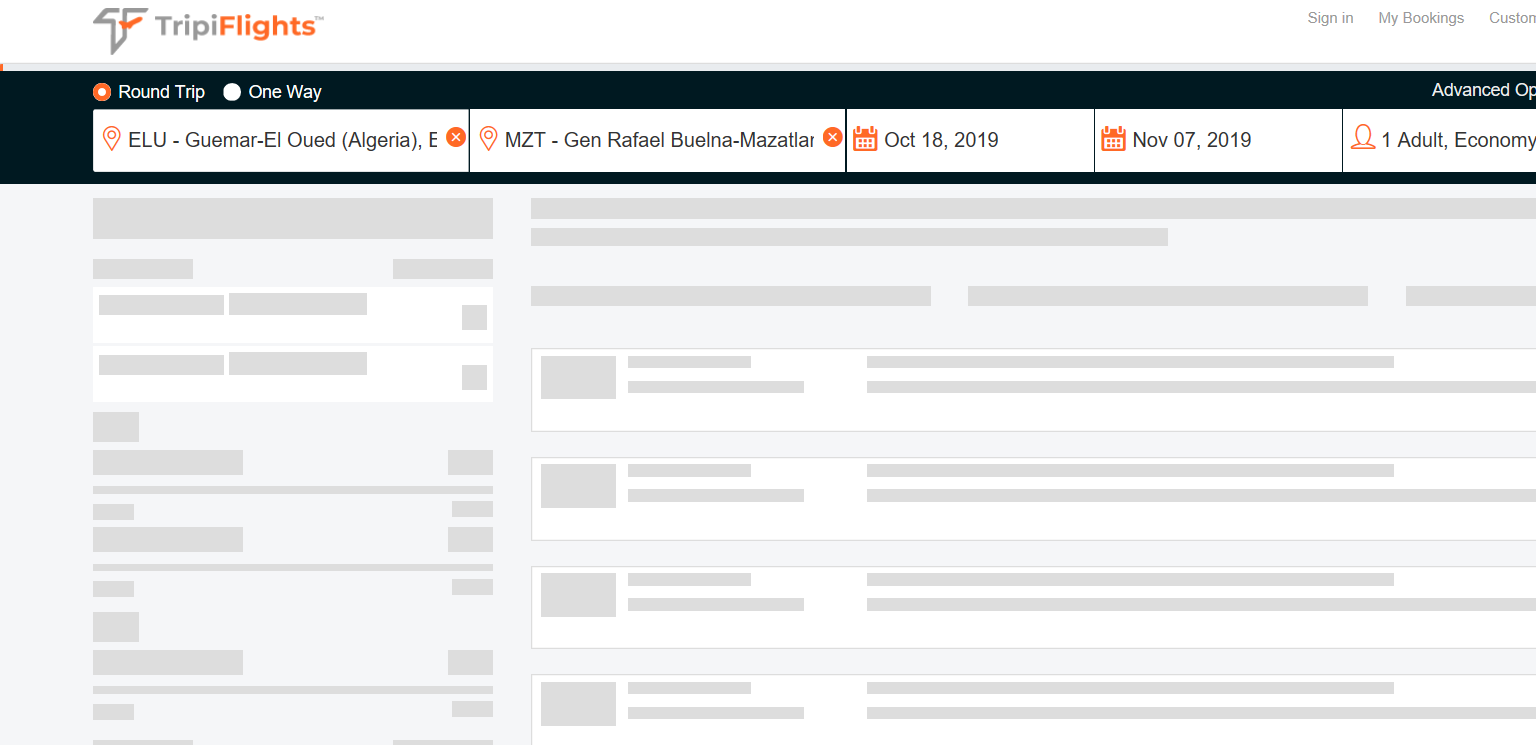 TripiFlights™
Sign in My Bookings Custom
Round Trip One Way
Advanced Op
ELU - Guemar-El Oued (Algeria), E
MZT - Gen Rafael Buelna-Mazatlar
Oct 18, 2019
Nov 07, 2019
1 Adult, Economy